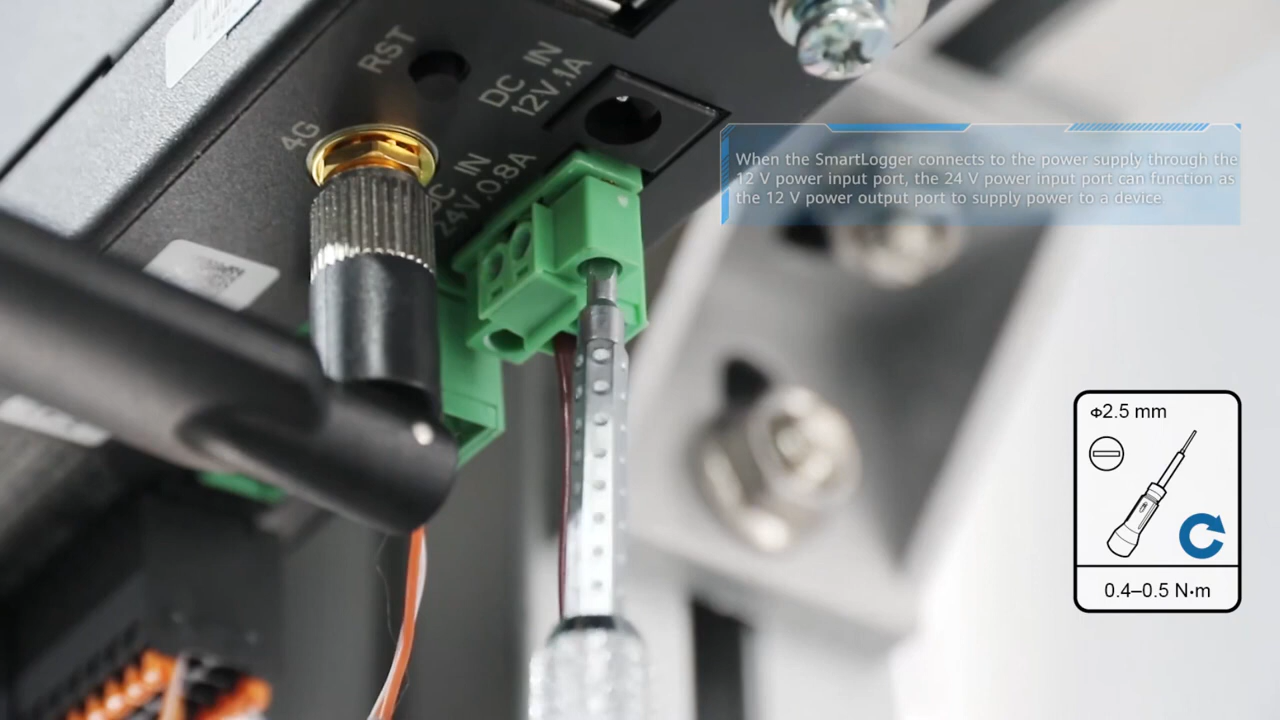 RST
DC IN
12V,1A
4G
DC IN
24V,0.8A
When the SmartLogger connects to the power supply through the
12 V power input port, the 24 V power input port can function as
the 12 V power output port to supply power to a device
Φ2.5 mm
0.4–0.5 N·m